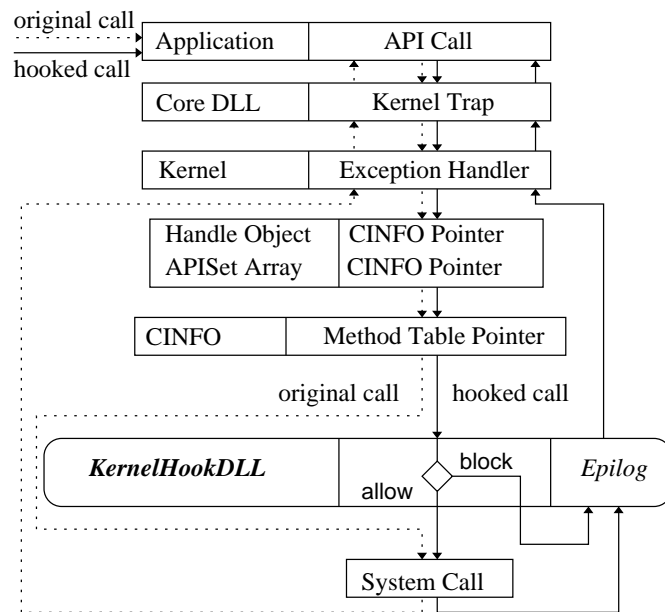 original call
hooked call
Application API Call
Core DLL Kernel Trap
Kernel Exception Handler
Handle Object CINFO Pointer
APISet Array CINFO Pointer
CINFO Method Table Pointer
original call hooked call
KernelHookDLL block Epilog
allow
System Call